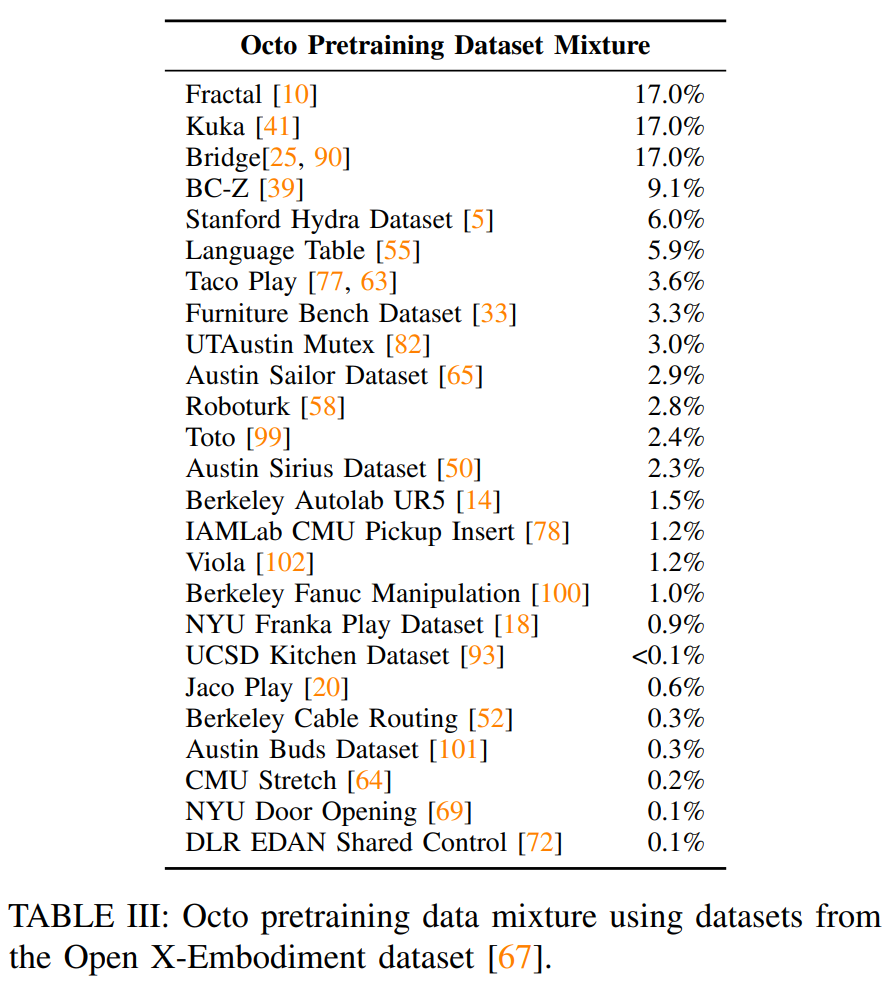 Octo Pretraining Dataset Mixture
Fractal [10] 17.0%
Kuka [41] 17.0%
Bridge[25, 90] 17.0%
BC-Z [39] 9.1%
Stanford Hydra Dataset [5] 6.0%
Language Table [55] 5.9%
Taco Play [77, 63] 3.6%
Furniture Bench Dataset [33] 3.3%
UTAustin Mutex [82] 3.0%
Austin Sailor Dataset [65] 2.9%
Roboturk [58] 2.8%
Toto [99] 2.4%
Austin Sirius Dataset [50] 2.3%
Berkeley Autolab UR5 [14] 1.5%
IAMLab CMU Pickup Insert [78] 1.2%
Viola [102] 1.2%
Berkeley Fanuc Manipulation [100] 1.0%
NYU Franka Play Dataset [18] 0.9%
UCSD Kitchen Dataset [93] <0.1%
Jaco Play [20] 0.6%
Berkeley Cable Routing [52] 0.3%
Austin Buds Dataset [101] 0.3%
CMU Stretch [64] 0.2%
NYU Door Opening [69] 0.1%
DLR EDAN Shared Control [72] 0.1%
TABLE III: Octo pretraining data mixture using datasets from
the Open X-Embodiment dataset [67].